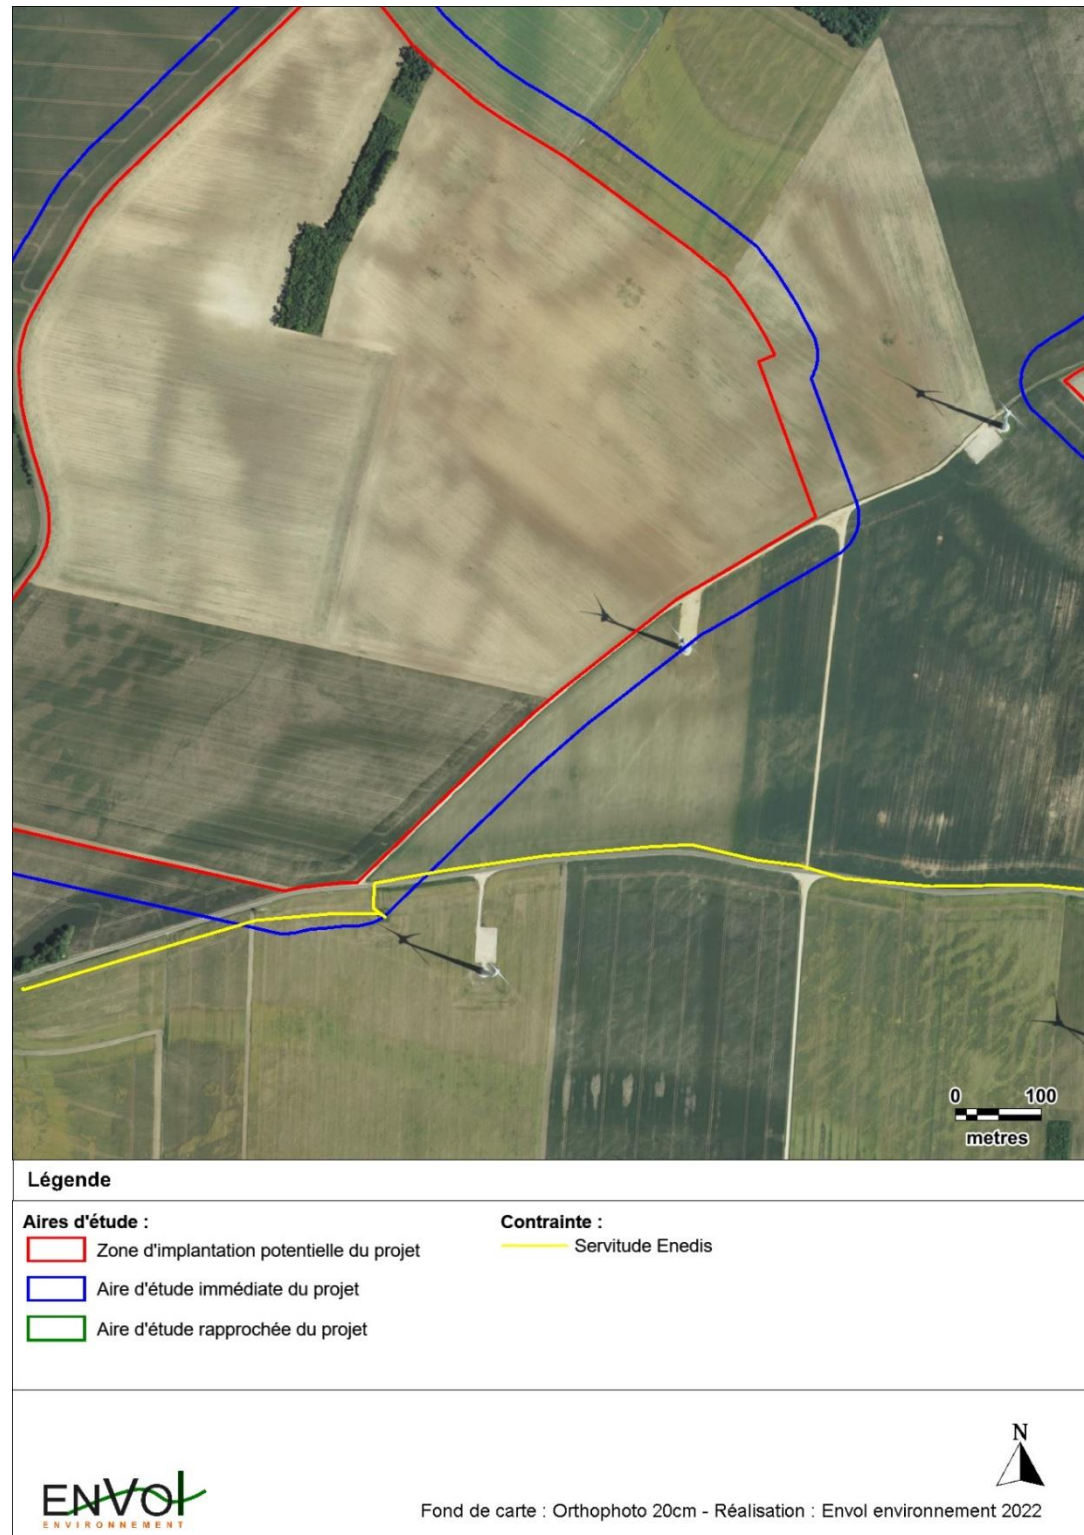 0 100
metres
Légende
Aires d'étude :
Zone d'implantation potentielle du projet
Aire d'étude immédiate du projet
Aire d'étude rapprochée du projet
Contrainte :
Servitude Enedis
N
ENVOl
ENVIRONNEMENT
Fond de carte : Orthophoto 20cm - Réalisation : Envol environnement 2022